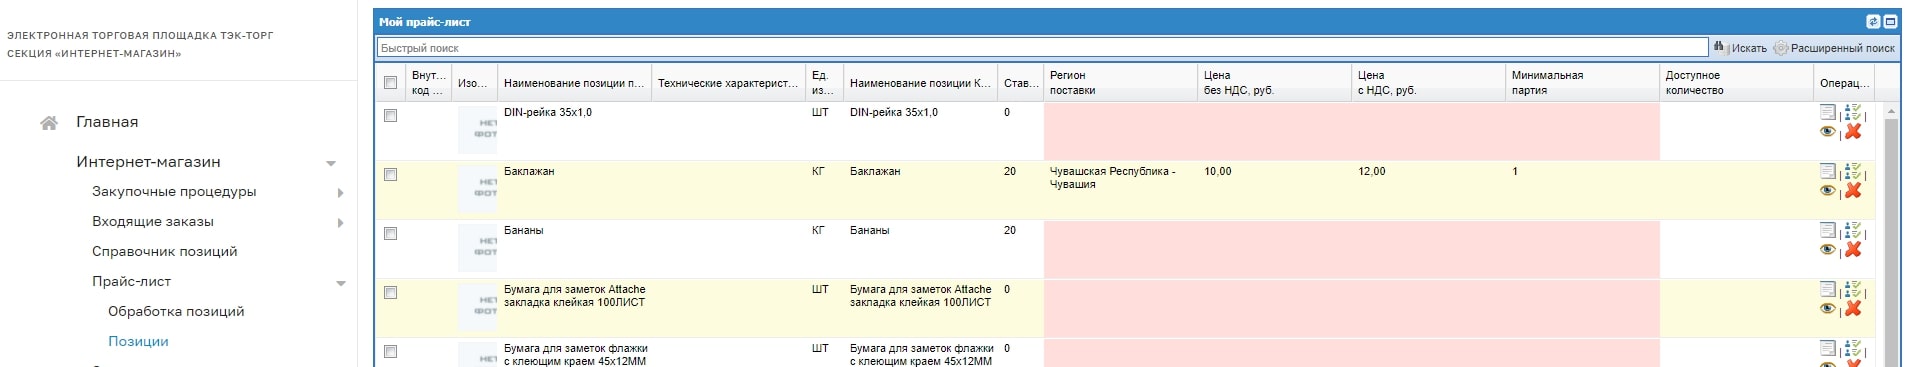 ЭЛЕКТРОННАЯ ТОРГОВАЯ ПЛОЩАДКА ТЭК-ТОРГ
СЕКЦИЯ «ИНТЕРНЕТ-МАГАЗИН»
Главная
Интернет-магазин
Закупочные процедуры
Входящие заказы
Справочник позиций
Прайс-лист
Обработка позиций
Позиции
Мой прайс-лист
Быстрый поиск
Искать
Расширенный поиск
Внут...
код ...
Изо...
Наименование позиции п...
Технические характерист...
Ед.
из...
Наименование позиции К...
Став...
Регион
поставки
Цена
без НДС, руб.
Цена
с НДС, руб.
Минимальная
партия
Доступное
количество
Операц...
НЕТ
ФОТ
DIN-рейка 35х1,0
ШТ
DIN-рейка 35х1,0
0
НЕТ
ФОТ
Баклажан
КГ
Баклажан
20
Чувашская Республика -
Чувашия
10,00
12,00
1
НЕТ
ФОТ
Бананы
КГ
Бананы
20
НЕТ
ФОТ
Бумага для заметок Attache
закладка клейкая 100ЛИСТ
ШТ
Бумага для заметок Attache
закладка клейкая 100ЛИСТ
0
НЕТ
Бумага для заметок флажки
с клеющим краем 45х12ММ
ШТ
Бумага для заметок флажки
с клеющим краем 45х12ММ
0